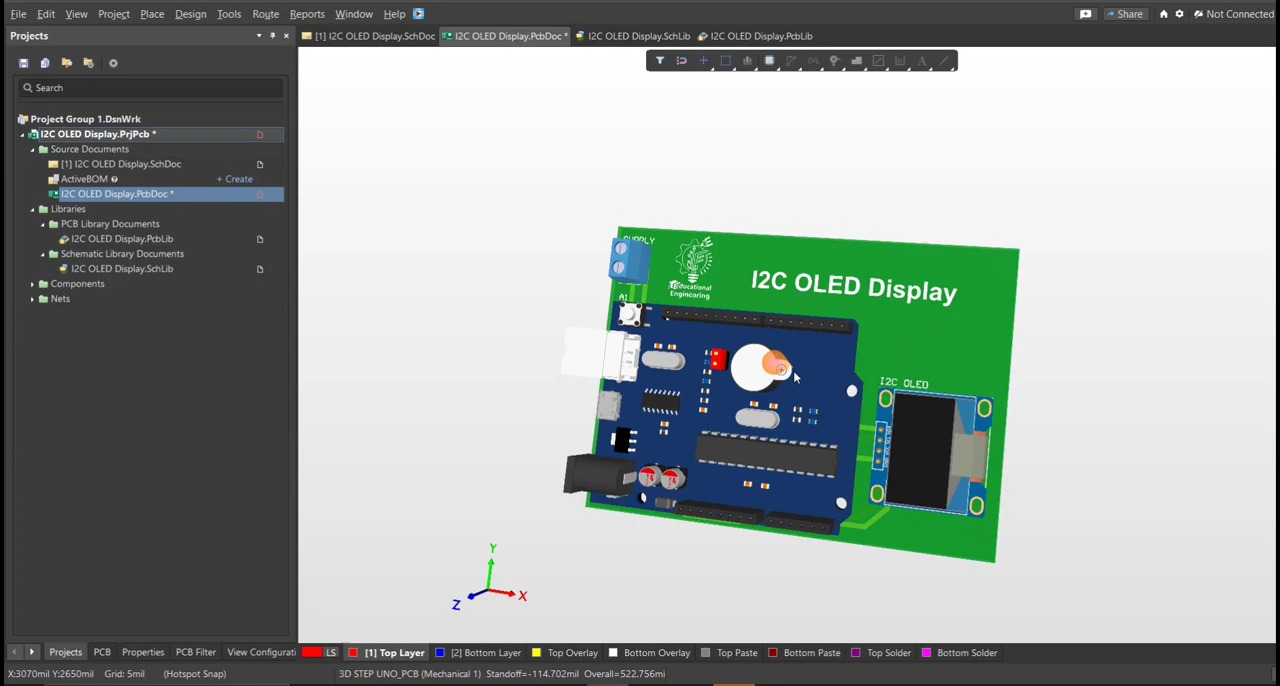 File Edit View Project Place Design Tools Route Reports Window Help Share Not Connected
Projects
[1] I2C OLED Display.SchDoc I2C OLED Display.PcbDoc * I2C OLED Display.SchLib I2C OLED Display.PcbLib
Search
Project Group 1.DsnWrk
I2C OLED Display.PrjPcb *
Source Documents
[1] I2C OLED Display.SchDoc
ActiveBOM + Create
I2C OLED Display.PcbDoc *
Libraries
PCB Library Documents
I2C OLED Display.PcbLib
Schematic Library Documents
I2C OLED Display.SchLib
Components
Nets
SUPPLY
Educational
Engineering
I2C OLED Display
A1
I2C OLED
Y
X
Z
Projects PCB Properties PCB Filter View Configurati LS [1] Top Layer [2] Bottom Layer Top Overlay Bottom Overlay Top Paste Bottom Paste Top Solder Bottom Solder
X:3070mil Y:2650mil Grid: 5mil (Hotspot Snap) 3D STEP UNO_PCB (Mechanical 1) Standoff=-114.702mil Overall=522.756mi